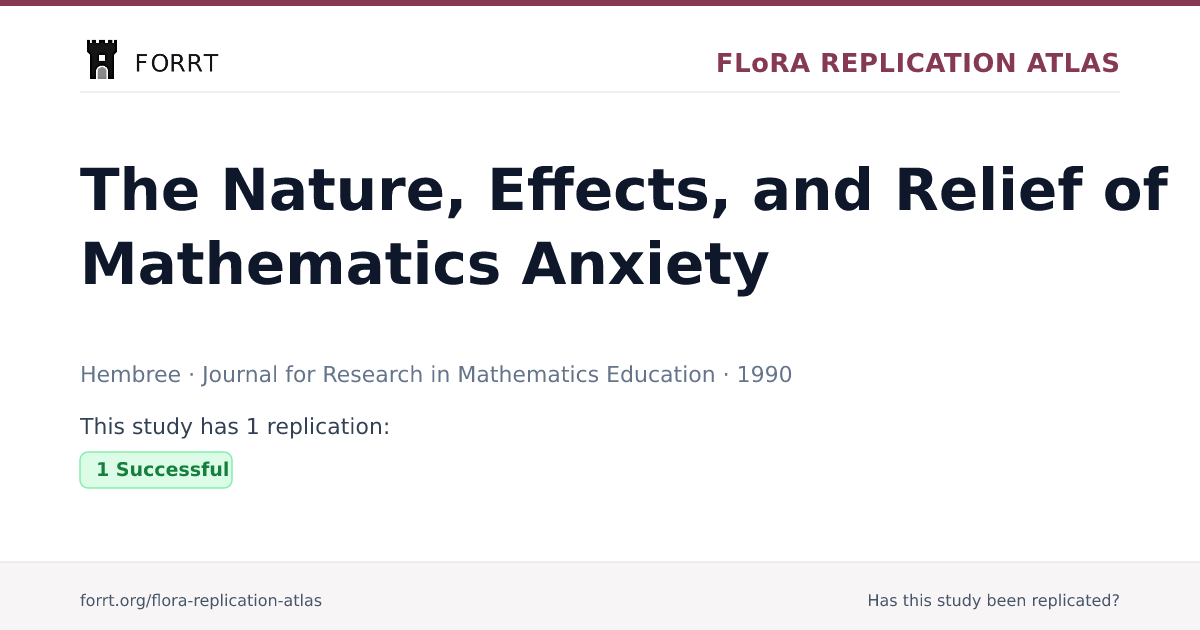 FORRT
FLoRA REPLICATION ATLAS
The Nature, Effects, and Relief of
Mathematics Anxiety
Hembree · Journal for Research in Mathematics Education · 1990
This study has 1 replication:
1 Successful
forrt.org/flora-replication-atlas
Has this study been replicated?